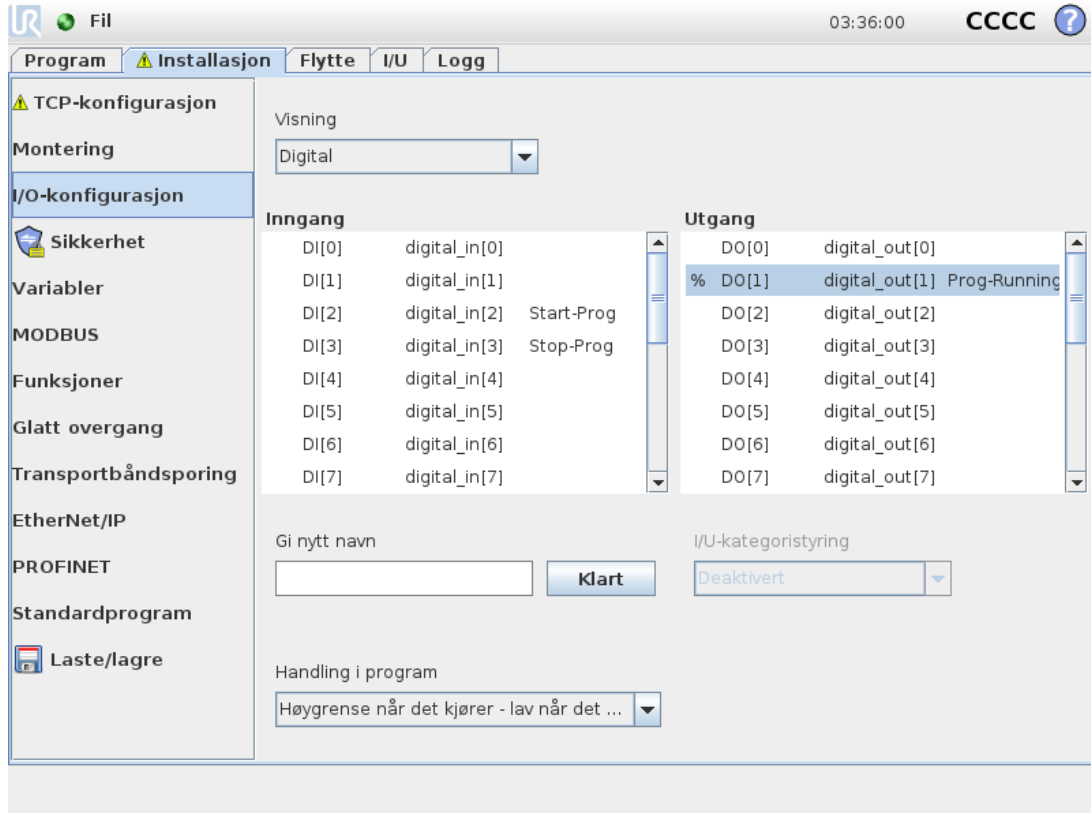 UR Fil 03:36:00 CCCC ?
Program Installasjon Flytte I/U Logg
TCP-konfigurasjon
Montering
I/O-konfigurasjon
Sikkerhet
Variabler
MODBUS
Funksjoner
Glatt overgang
Transportbåndsporing
EtherNet/IP
PROFINET
Standardprogram
Laste/lagre
Visning
Digital
Inngang
DI[0] digital_in[0]
DI[1] digital_in[1]
DI[2] digital_in[2] Start-Prog
DI[3] digital_in[3] Stop-Prog
DI[4] digital_in[4]
DI[5] digital_in[5]
DI[6] digital_in[6]
DI[7] digital_in[7]
Utgang
DO[0] digital_out[0]
% DO[1] digital_out[1] Prog-Running
DO[2] digital_out[2]
DO[3] digital_out[3]
DO[4] digital_out[4]
DO[5] digital_out[5]
DO[6] digital_out[6]
DO[7] digital_out[7]
Gi nytt navn
Klart
I/U-kategoristyring
Deaktivert
Handling i program
Høygrense når det kjører - lav når det ...